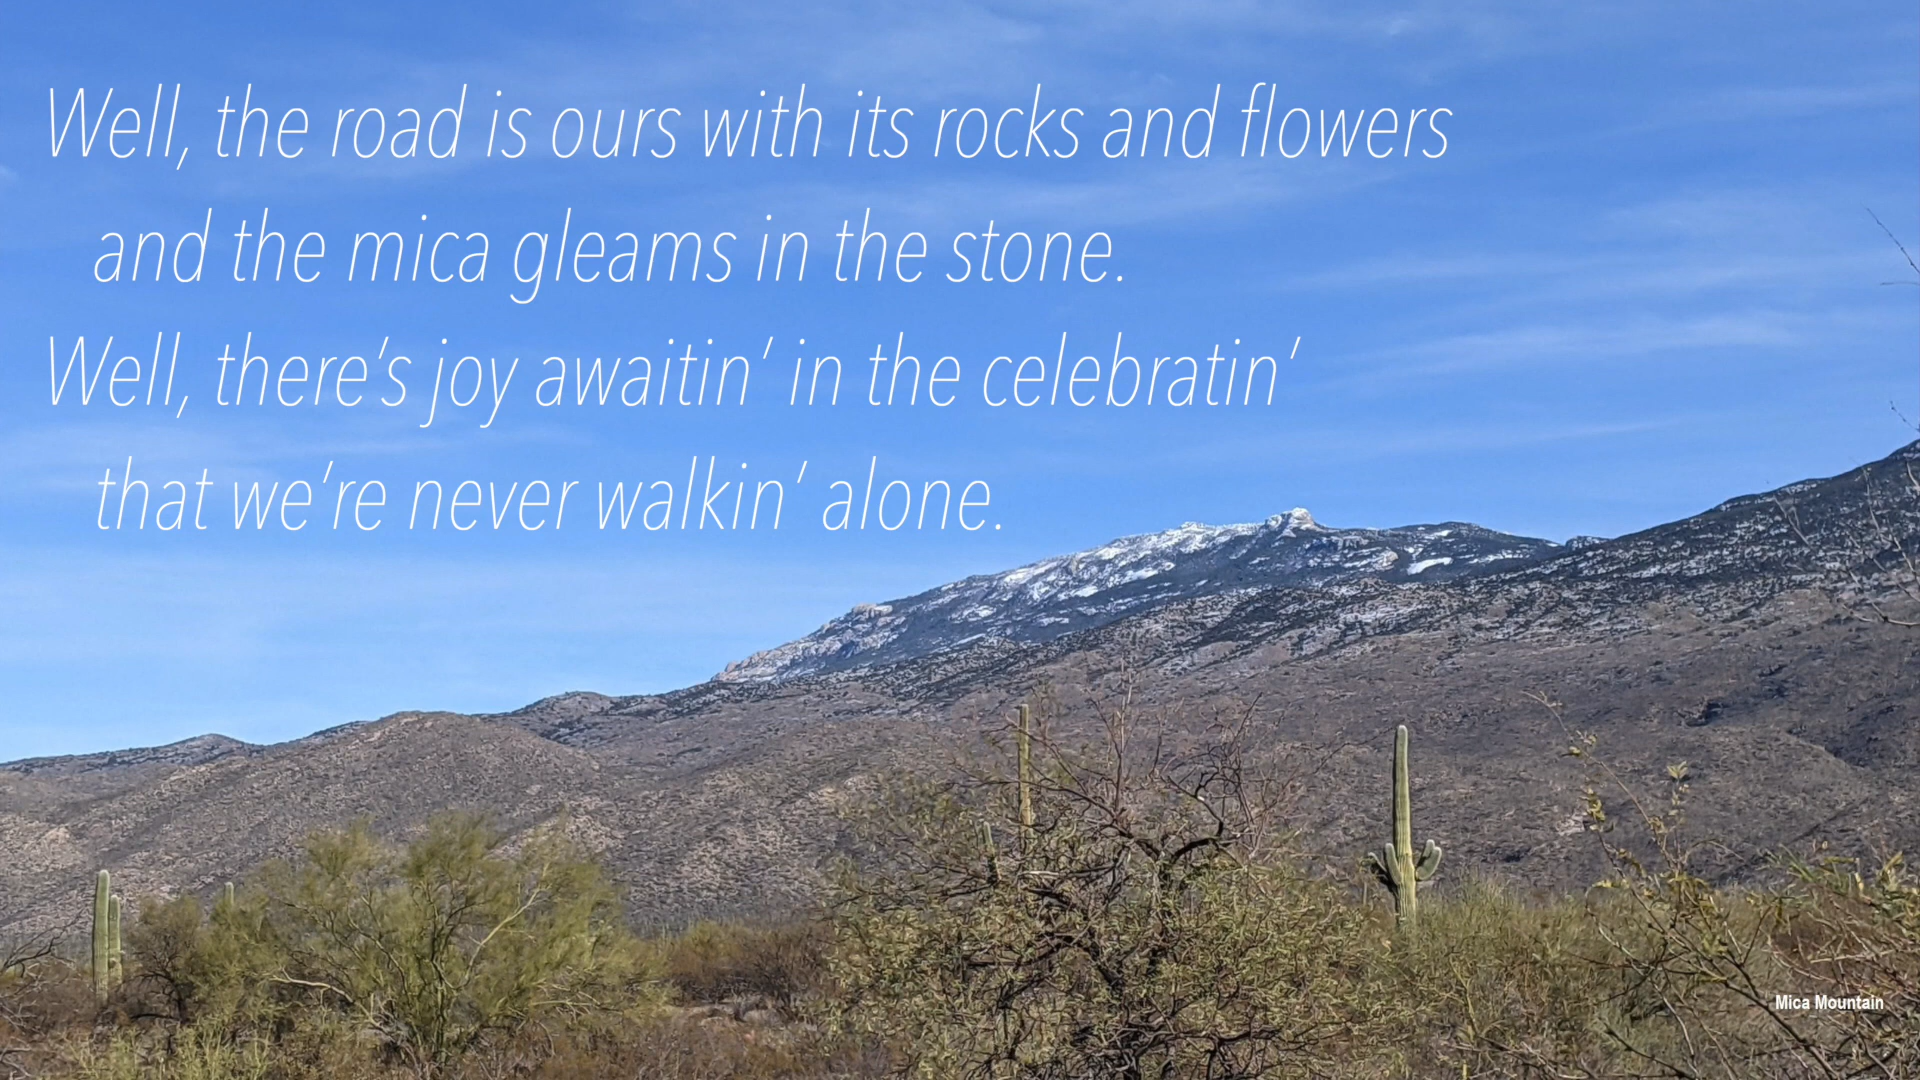 Well, the road is ours with its rocks and flowers
and the mica gleams in the stone.
Well, there’s joy awaitin’ in the celebratin’
that we’re never walkin’ alone.
Mica Mountain